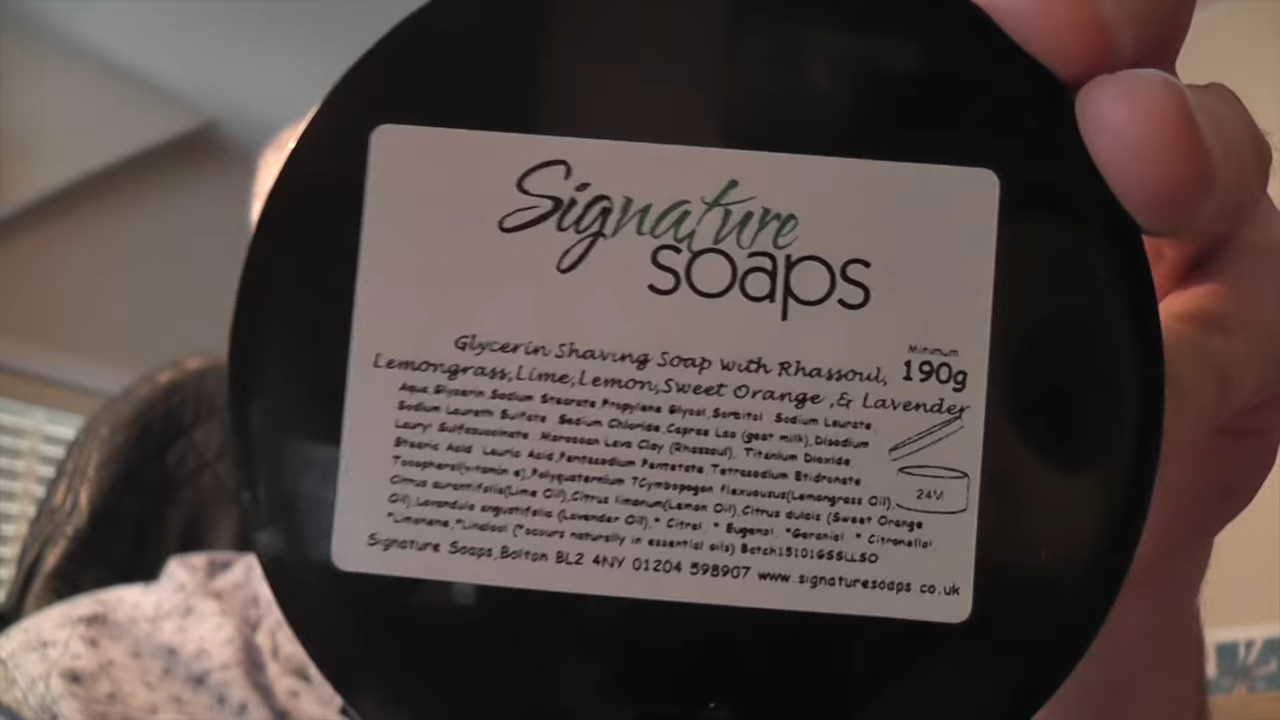 Signature
soaps
Minimum
190g
Glycerin Shaving Soap with Rhassoul,
Lemongrass,Lime,Lemon,Sweet Orange ,& Lavender
Aqua,Glycerin,Sodium Stearate,Propylene Glycol,Sorbitol, Sodium Laurate,
Sodium Laureth Sulfate, Sodium Chloride,Caprae Lac (goat milk),Disodium
Lauryl Sulfosuccinate, Moroccan Lava Clay (Rhassoul), Titanium Dioxide
Stearic Acid, Lauric Acid,Pentasodium Pentetate,Tetrasodium Etidronate
Tocopherol(vitamin e),Polyquaternium 7Cymbopogon flexuousus(Lemongrass Oil),
Citrus aurantifolia(Lime Oil),Citrus limonum(Lemon Oil),Citrus dulcis (Sweet Orange
Oil),Lavandula angustifolia (Lavender Oil),* Citral, * Eugenol, *Geraniol, * Citronellol,
*Limonene,*Linalool (*occurs naturally in essential oils) Batch15101GSSLLSO
24M
Signature Soaps,Bolton BL2 4NY 01204 598907 www.signaturesoaps.co.uk